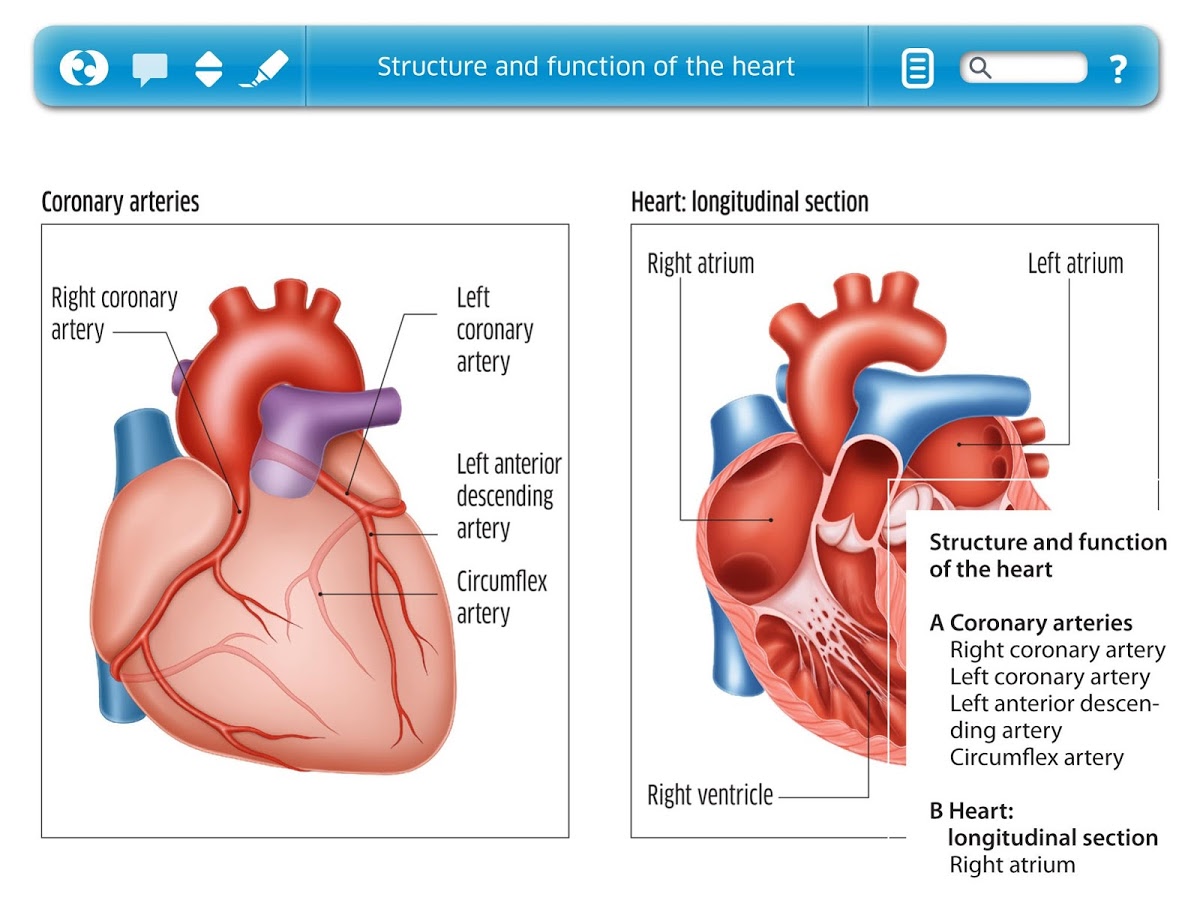 Structure and function of the heart
?
Coronary arteries
Right coronary
artery
Left
coronary
artery
Left anterior
descending
artery
Circumflex
artery
Heart: longitudinal section
Right atrium
Left atrium
Right ventricle
Structure and function
of the heart
A Coronary arteries
Right coronary artery
Left coronary artery
Left anterior descen-
ding artery
Circumflex artery
B Heart:
longitudinal section
Right atrium